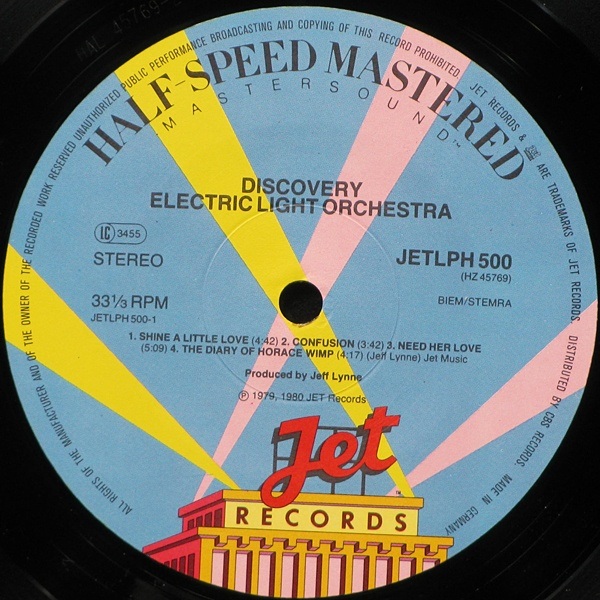 HALF-SPEED MASTERED
MASTERSOUND™
DISCOVERY
ELECTRIC LIGHT ORCHESTRA
LC 3455
STEREO
JETLPH 500
(HZ 45769)
33⅓ RPM
JETLPH 500-1
BIEM/STEMRA
1. SHINE A LITTLE LOVE (4:42) 2. CONFUSION (3:42) 3. NEED HER LOVE
(5:09) 4. THE DIARY OF HORACE WIMP (4:17) (Jeff Lynne) Jet Music
Produced by Jeff Lynne
Ⓟ 1979, 1980 JET Records
Jet
RECORDS
™
ALL RIGHTS OF THE MANUFACTURER AND OF THE OWNER OF THE RECORDED WORK RESERVED UNAUTHORIZED PUBLIC PERFORMANCE BROADCASTING AND COPYING OF THIS RECORD PROHIBITED
JET RECORDS & Jet ARE TRADEMARKS OF JET RECORDS. DISTRIBUTED BY CBS RECORDS. MADE IN GERMANY